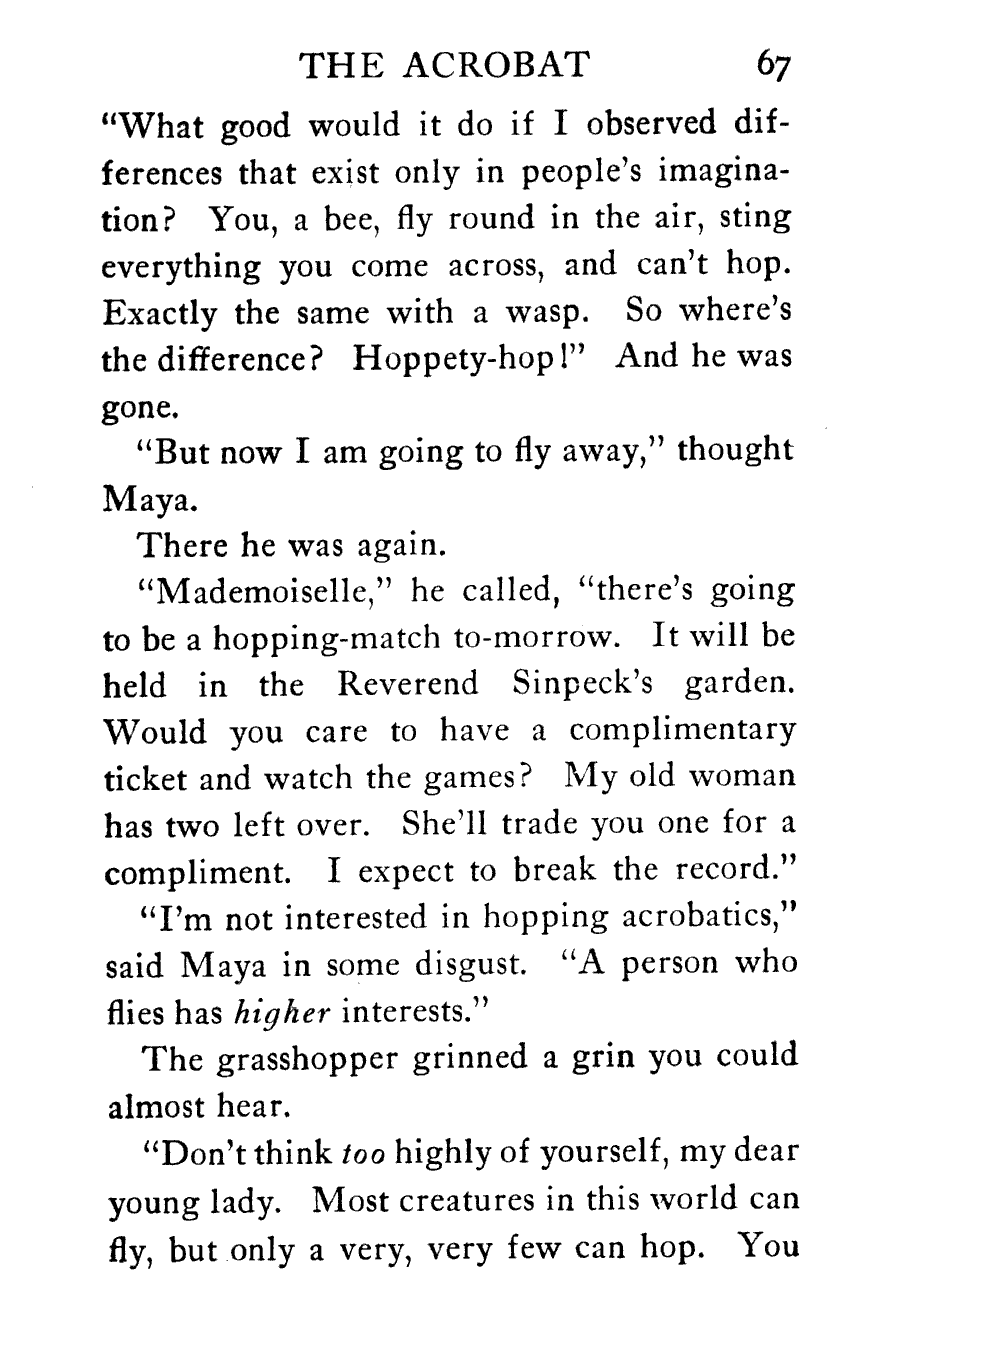 THE ACROBAT 67
“What good would it do if I observed dif-
ferences that exist only in people’s imagina-
tion? You, a bee, fly round in the air, sting
everything you come across, and can’t hop.
Exactly the same with a wasp. So where’s
the difference? Hoppety-hop!” And he was
gone.
“But now I am going to fly away,” thought
Maya.
There he was again.
“Mademoiselle,” he called, “there’s going
to be a hopping-match to-morrow. It will be
held in the Reverend Sinpeck’s garden.
Would you care to have a complimentary
ticket and watch the games? My old woman
has two left over. She’ll trade you one for a
compliment. I expect to break the record.”
“I’m not interested in hopping acrobatics,”
said Maya in some disgust. “A person who
flies has higher interests.”
The grasshopper grinned a grin you could
almost hear.
“Don’t think too highly of yourself, my dear
young lady. Most creatures in this world can
fly, but only a very, very few can hop. You